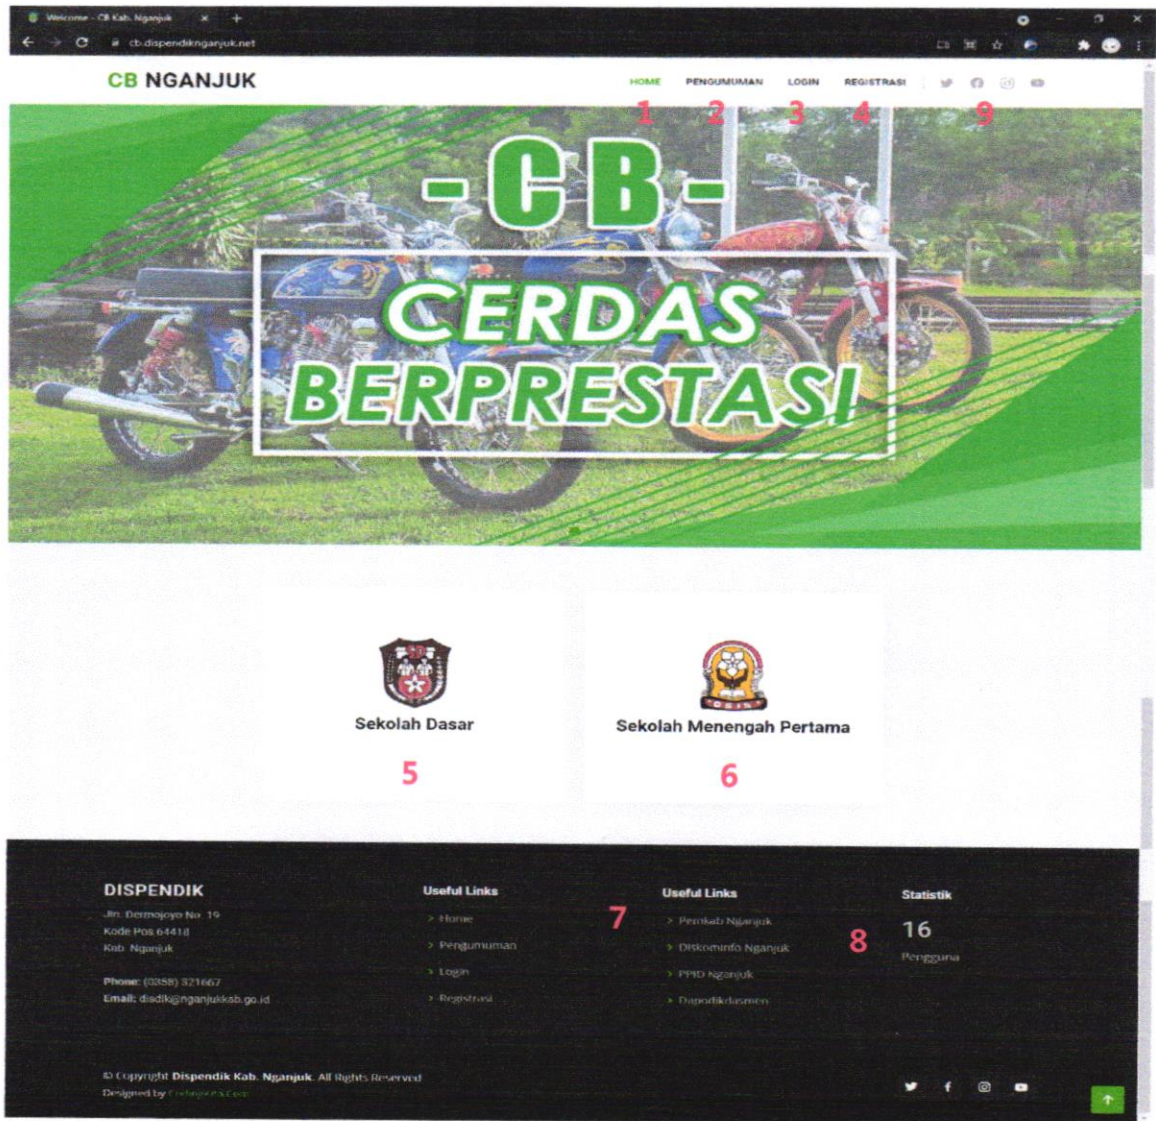 Welcome - CB Kab. Nganjuk
cb.dispendiknganjuk.net
CB NGANJUK
HOME PENGUMUMAN LOGIN REGISTRASI
1 2 3 4 9
- C B -
CERDAS
BERPRESTASI
SD
OSIS
Sekolah Dasar
Sekolah Menengah Pertama
5
6
DISPENDIK
Jln. Dermojoyo No. 19
Kode Pos 64418
Kab. Nganjuk
Phone: (0358) 321667
Email: disdik@nganjukkab.go.id
Useful Links
> Home
> Pengumuman
> Login
> Registrasi
7
Useful Links
> Pemkab Nganjuk
> Diskominfo Nganjuk
> PPID Nganjuk
> Dapodikdasmen
8
Statistik
16
Pengguna
© Copyright Dispendik Kab. Nganjuk. All Rights Reserved
Designed by